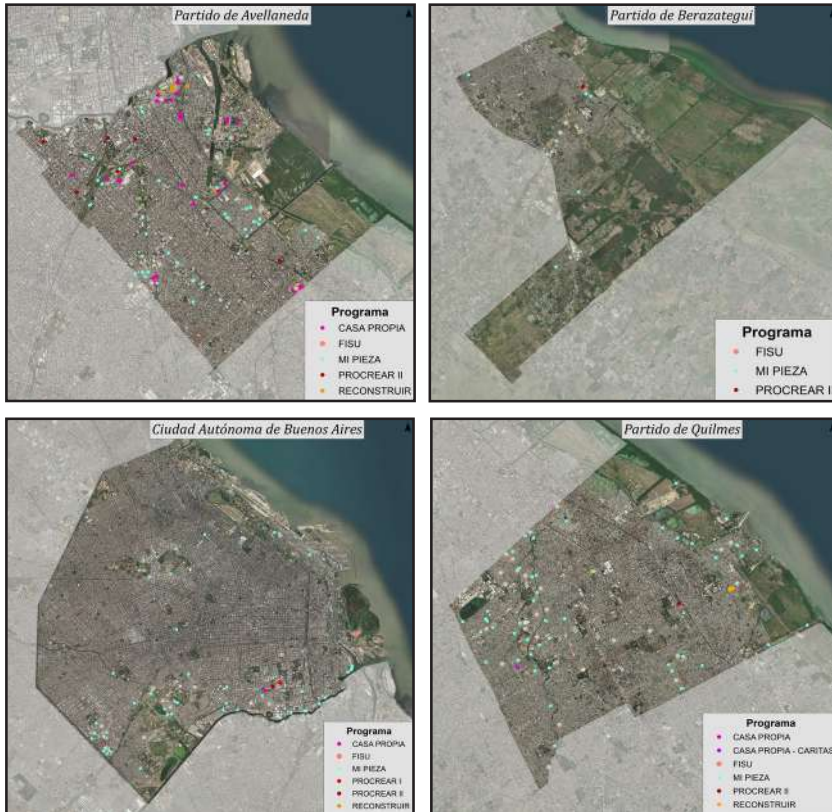 Partido de Avellaneda
Programa
CASA PROPIA
FISU
MI PIEZA
PROCREAR II
RECONSTRUIR
Partido de Berazategui
Programa
FISU
MI PIEZA
PROCREAR I
Ciudad Autónoma de Buenos Aires
Programa
CASA PROPIA
FISU
MI PIEZA
PROCREAR I
PROCREAR II
RECONSTRUIR
Partido de Quilmes
Programa
CASA PROPIA
CASA PROPIA - CARITAS
FISU
MI PIEZA
PROCREAR II
RECONSTRUIR